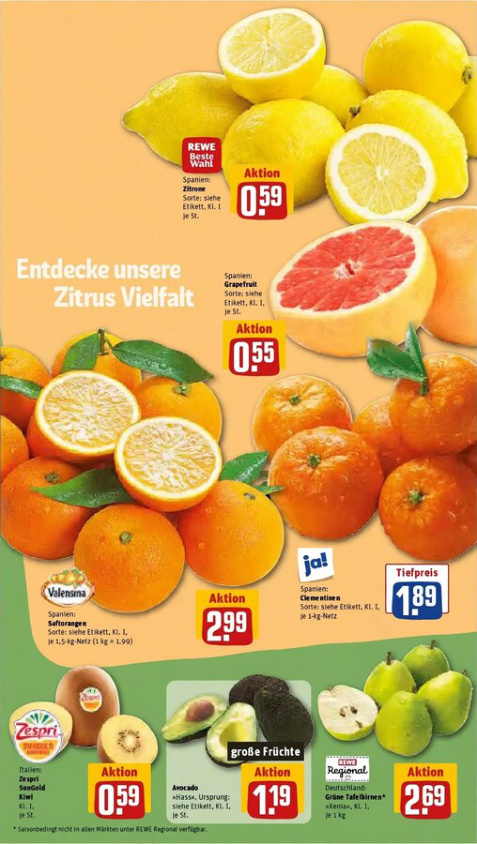 REWE
Beste
Wahl
Spanien:
Zitrone
Sorte: siehe
Etikett, Kl. I
je St.
Aktion
0.59
Entdecke unsere
Zitrus Vielfalt
Spanien:
Grapefruit
Sorte: siehe
Etikett, Kl. I,
je St.
Aktion
0.55
Valensina
Spanien:
Saftorangen
Sorte: siehe Etikett, Kl. I,
je 1,5-kg-Netz (1 kg = 1.99)
Aktion
2.99
ja!
Spanien:
Clementinen
Sorte: siehe Etikett, Kl. I,
je 1-kg-Netz
Tiefpreis
1.89
Zespri
SUNGOLD
Italien:
Zespri
SunGold
Kiwi
Kl. I,
je St.
Aktion
0.59
große Früchte
Avocado
»Hass«, Ursprung:
siehe Etikett, Kl. I,
je St.
Aktion
1.19
REWE
Regional
Deutschland:
Grüne Tafelbirnen*
»Xenia«, Kl. I,
je 1 kg
Aktion
2.69
* Saisonbedingt nicht in allen Märkten unter REWE Regional verfügbar.